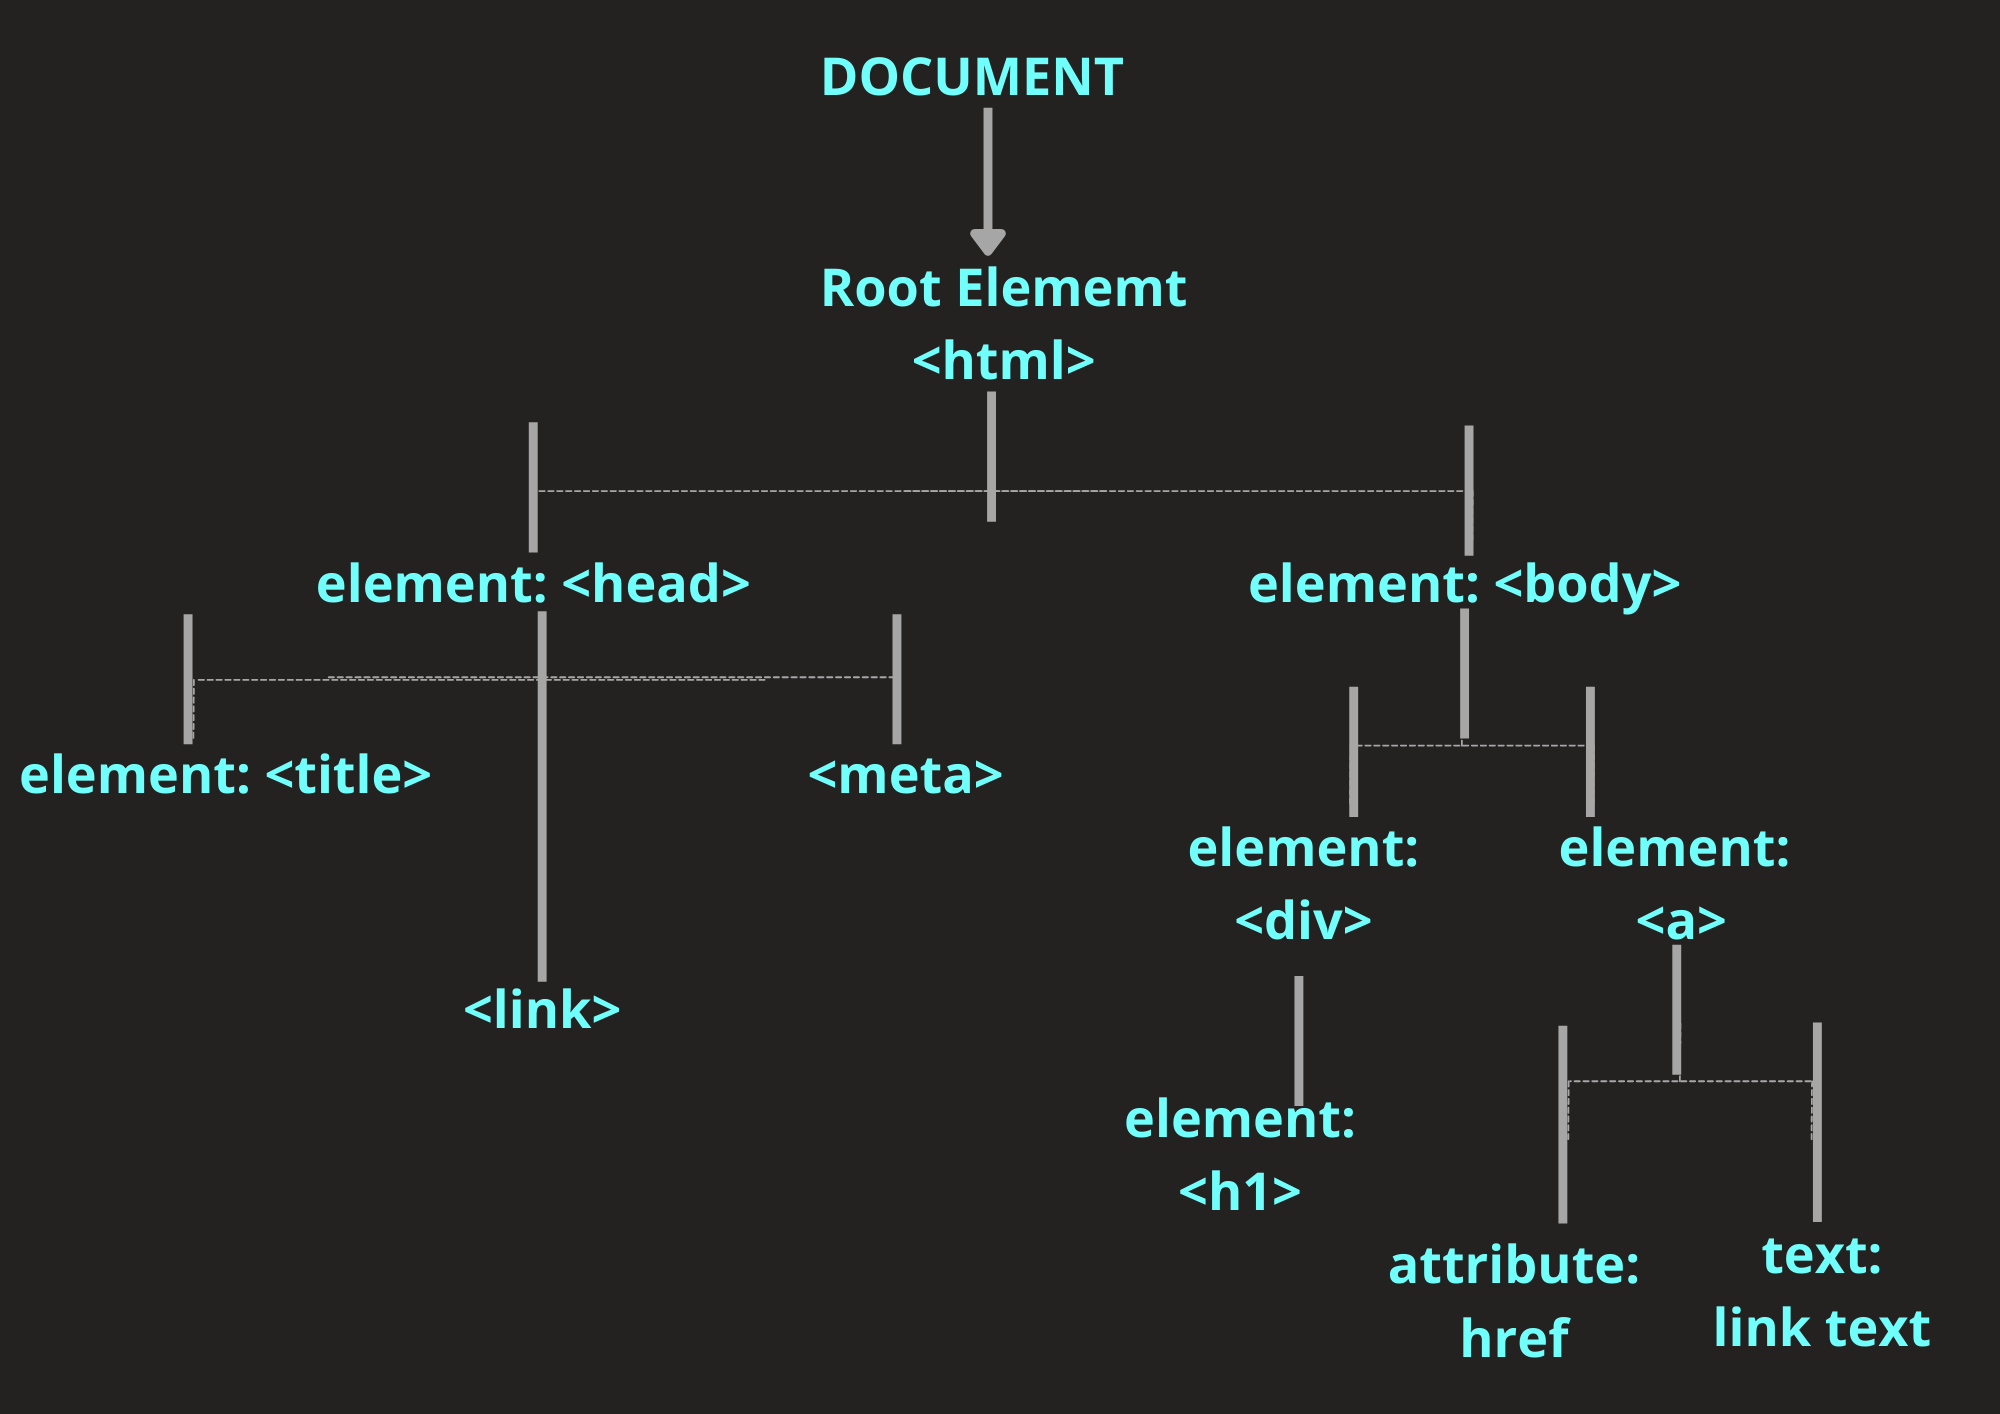 DOCUMENT
Root Elememt
<html>
element: <head>
element: <body>
element: <title>
<meta>
element:
<div>
element:
<a>
<link>
element:
<h1>
attribute:
href
text:
link text